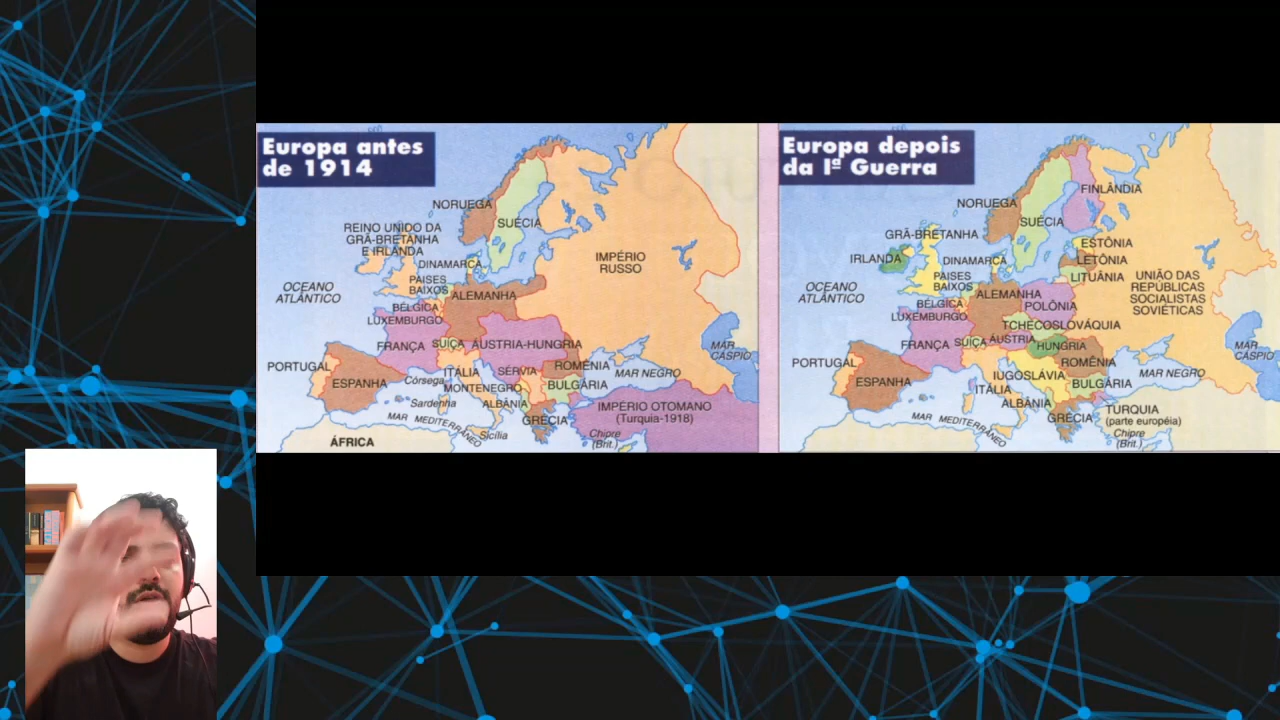 Europa antes
de 1914
NORUEGA
SUÉCIA
REINO UNIDO DA
GRÃ-BRETANHA
E IRLANDA
DINAMARCA
IMPÉRIO
RUSSO
OCEANO
ATLÂNTICO
PAISES
BAIXOS
ALEMANHA
BÉLGICA
LUXEMBURGO
FRANÇA
SUIÇA
ÁUSTRIA-HUNGRIA
MAR
CÁSPIO
PORTUGAL
ESPANHA
ITÁLIA
SÉRVIA
ROMÊNIA
MAR NEGRO
Córsega
MONTENEGRO
BULGÁRIA
Sardenha
ALBÂNIA
IMPÉRIO OTOMANO
(Turquia-1918)
MAR MEDITERRÂNEO
GRÉCIA
Sicília
Chipre
(Brit.)
ÁFRICA
Europa depois
da Iª Guerra
FINLÂNDIA
NORUEGA
SUÉCIA
GRÃ-BRETANHA
ESTÔNIA
IRLANDA
DINAMARCA
LETÔNIA
LITUÂNIA
UNIÃO DAS
REPÚBLICAS
SOCIALISTAS
SOVIÉTICAS
OCEANO
ATLÂNTICO
PAISES
BAIXOS
ALEMANHA
POLÔNIA
BÉLGICA
LUXEMBURGO
TCHECOSLOVÁQUIA
FRANÇA
SUIÇA
ÁUSTRIA
HUNGRIA
MAR
CÁSPIO
PORTUGAL
ESPANHA
ROMÊNIA
MAR NEGRO
IUGOSLÁVIA
ITÁLIA
BULGÁRIA
ALBÂNIA
TURQUIA
(parte européia)
MAR MEDITERRÂNEO
GRÉCIA
Chipre
(Brit.)